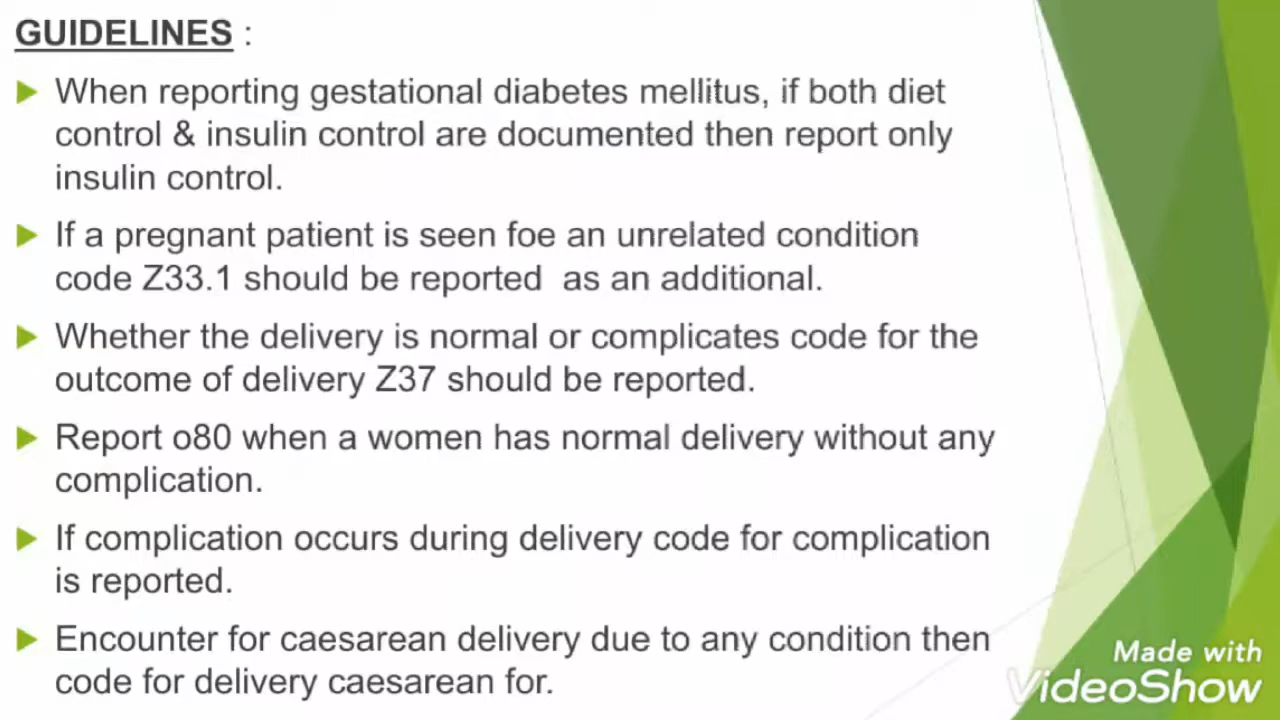 GUIDELINES :
When reporting gestational diabetes mellitus, if both diet
control & insulin control are documented then report only
insulin control.
If a pregnant patient is seen foe an unrelated condition
code Z33.1 should be reported as an additional.
Whether the delivery is normal or complicates code for the
outcome of delivery Z37 should be reported.
Report o80 when a women has normal delivery without any
complication.
If complication occurs during delivery code for complication
is reported.
Encounter for caesarean delivery due to any condition then
code for delivery caesarean for.
Made with
VideoShow